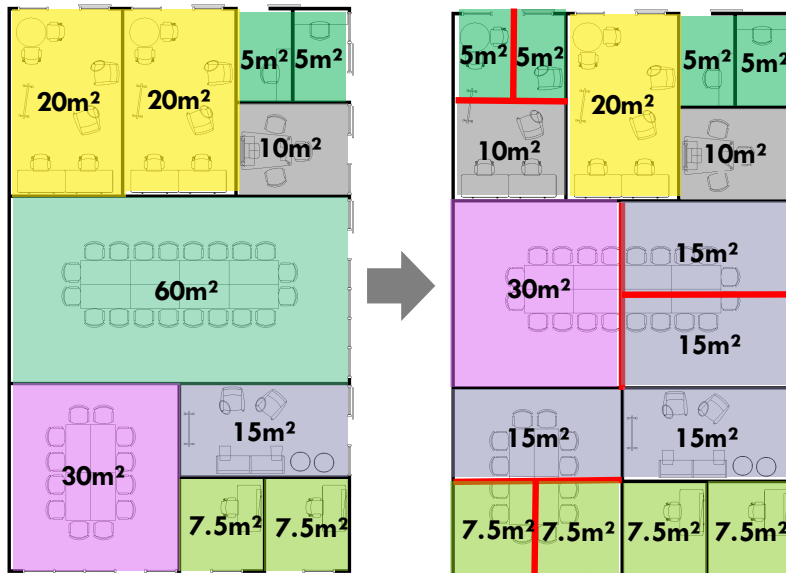 5m² 5m²
20m² 20m²
10m²
60m²
15m²
30m²
7.5m² 7.5m²
5m² 5m² 5m² 5m²
20m²
10m² 10m²
15m²
30m²
15m²
15m² 15m²
7.5m² 7.5m² 7.5m² 7.5m²